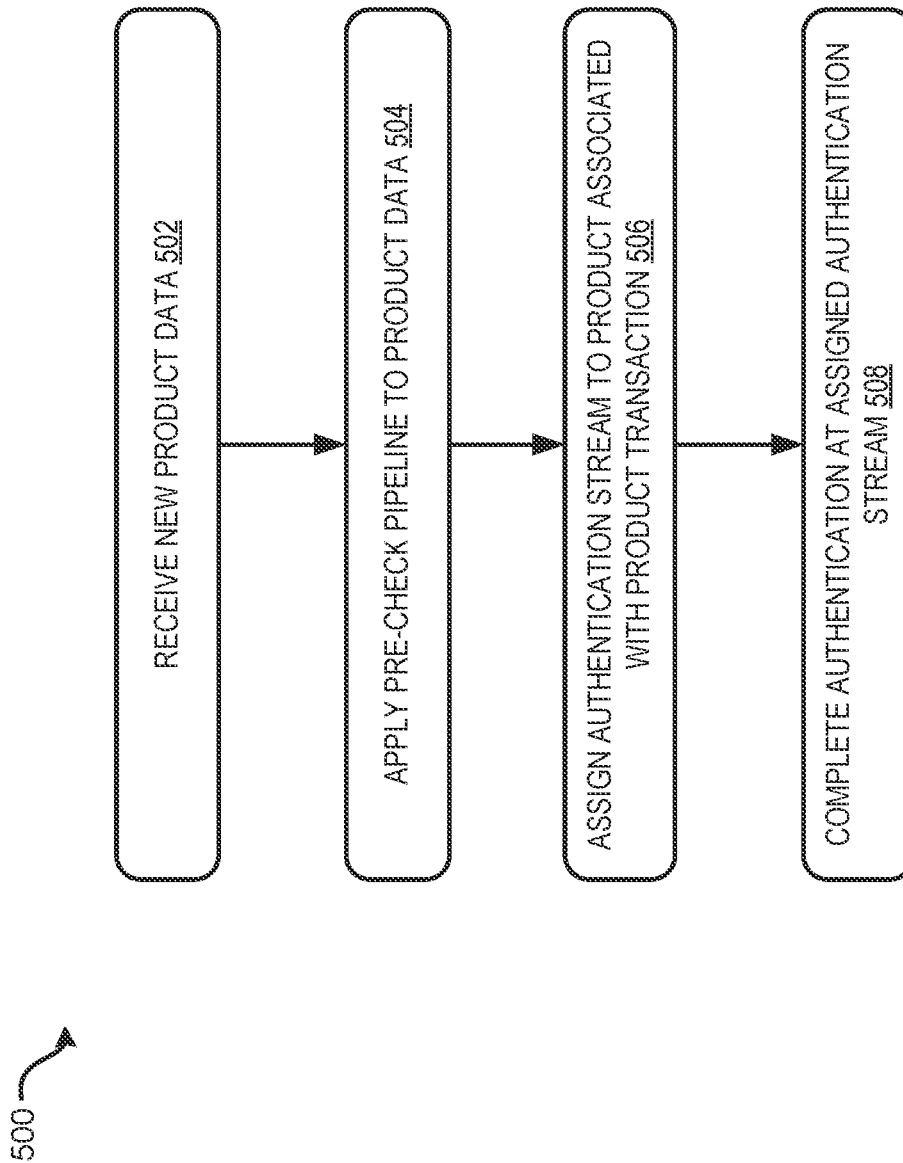 500
RECEIVE NEW PRODUCT DATA 502
APPLY PRE-CHECK PIPELINE TO PRODUCT DATA 504
ASSIGN AUTHENTICATION STREAM TO PRODUCT ASSOCIATED
WITH PRODUCT TRANSACTION 506
COMPLETE AUTHENTICATION AT ASSIGNED AUTHENTICATION
STREAM 508